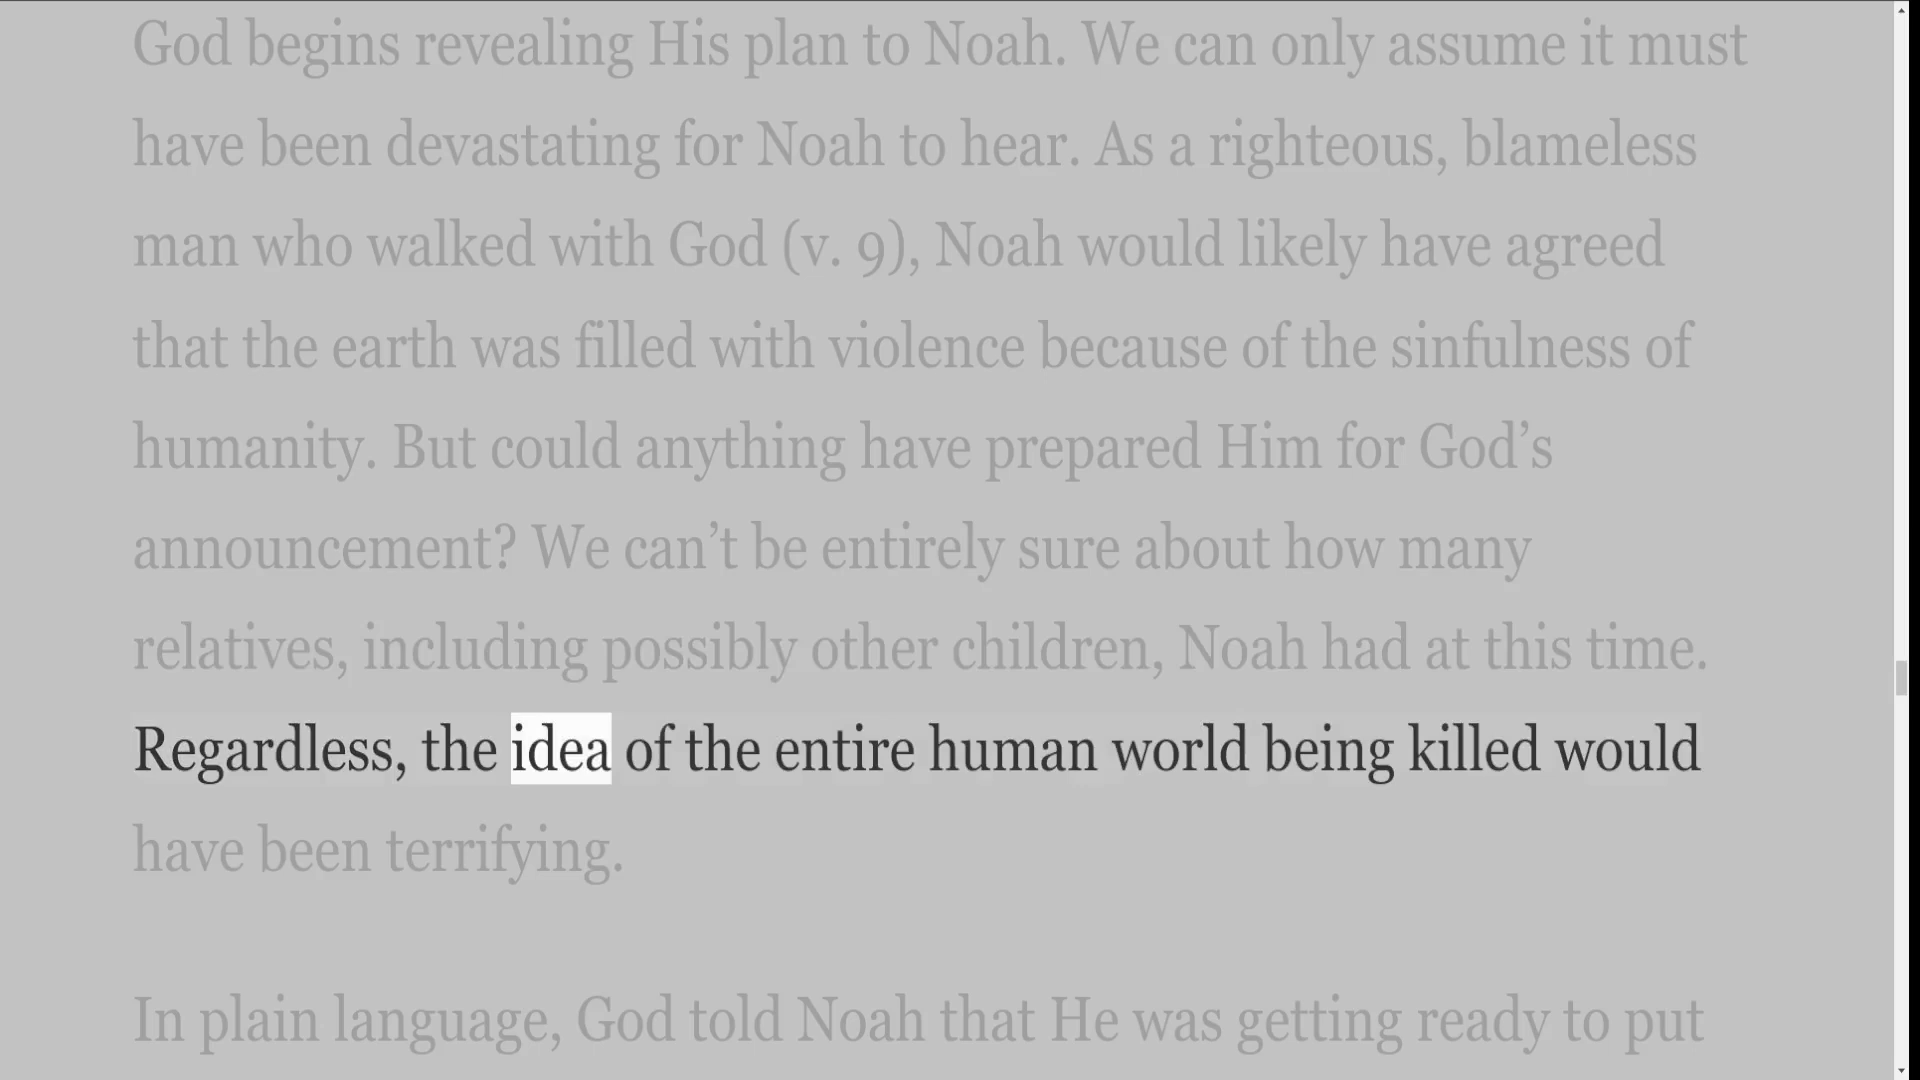 God begins revealing His plan to Noah. We can only assume it must
have been devastating for Noah to hear. As a righteous, blameless
man who walked with God (v. 9), Noah would likely have agreed
that the earth was filled with violence because of the sinfulness of
humanity. But could anything have prepared Him for God’s
announcement? We can’t be entirely sure about how many
relatives, including possibly other children, Noah had at this time.
Regardless, the idea of the entire human world being killed would
have been terrifying.
In plain language, God told Noah that He was getting ready to put